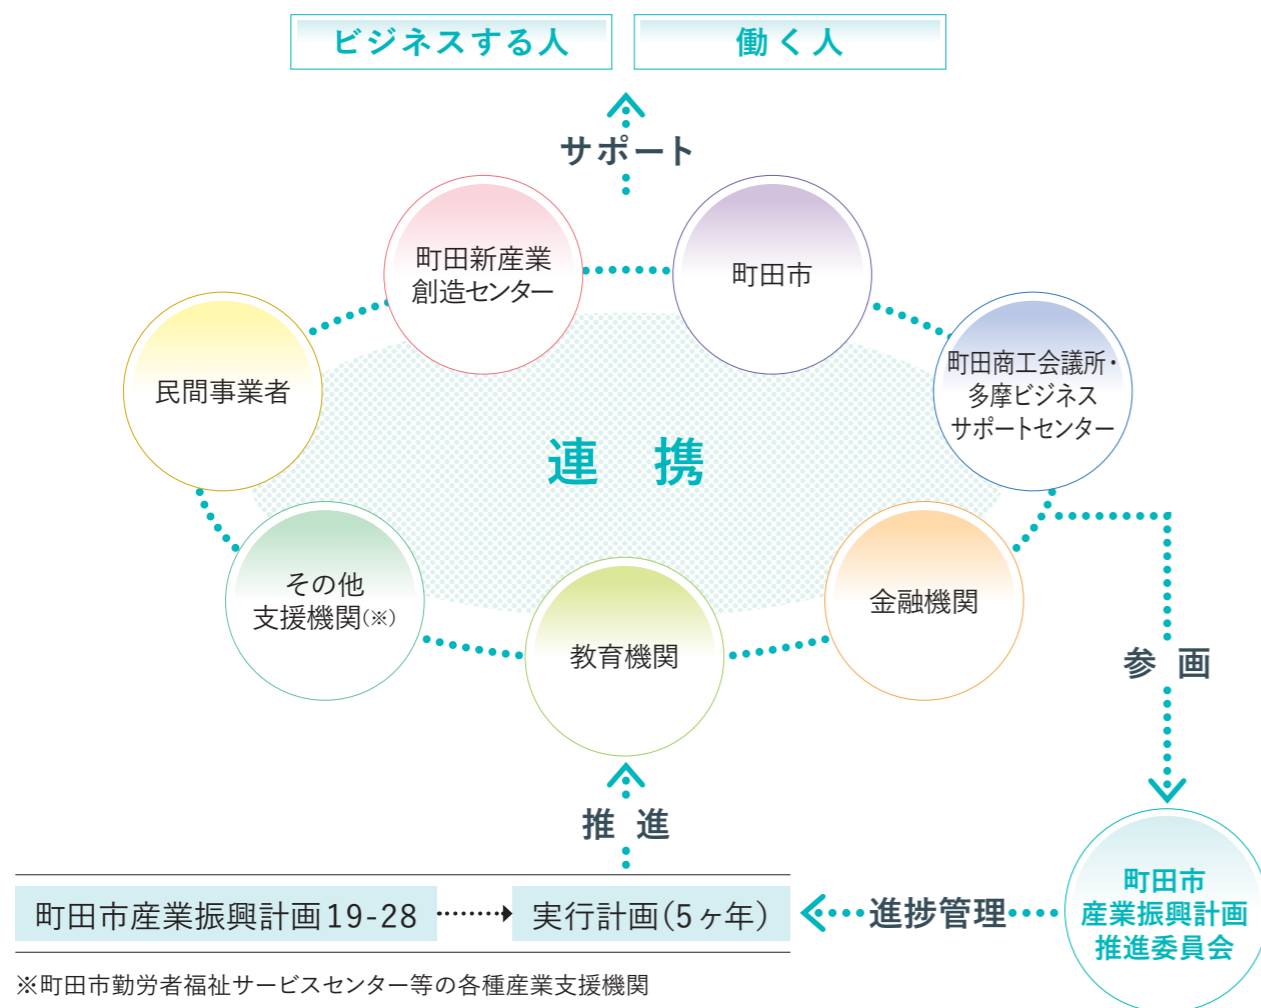 ビジネスする人
働く人
サポート
町田新産業
創造センター
町田市
民間事業者
町田商工会議所・
多摩ビジネス
サポートセンター
連携
その他
支援機関(※)
教育機関
金融機関
参画
推進
町田市産業振興計画19-28
実行計画(5ヶ年)
進捗管理
町田市
産業振興計画
推進委員会
※町田市勤労者福祉サービスセンター等の各種産業支援機関